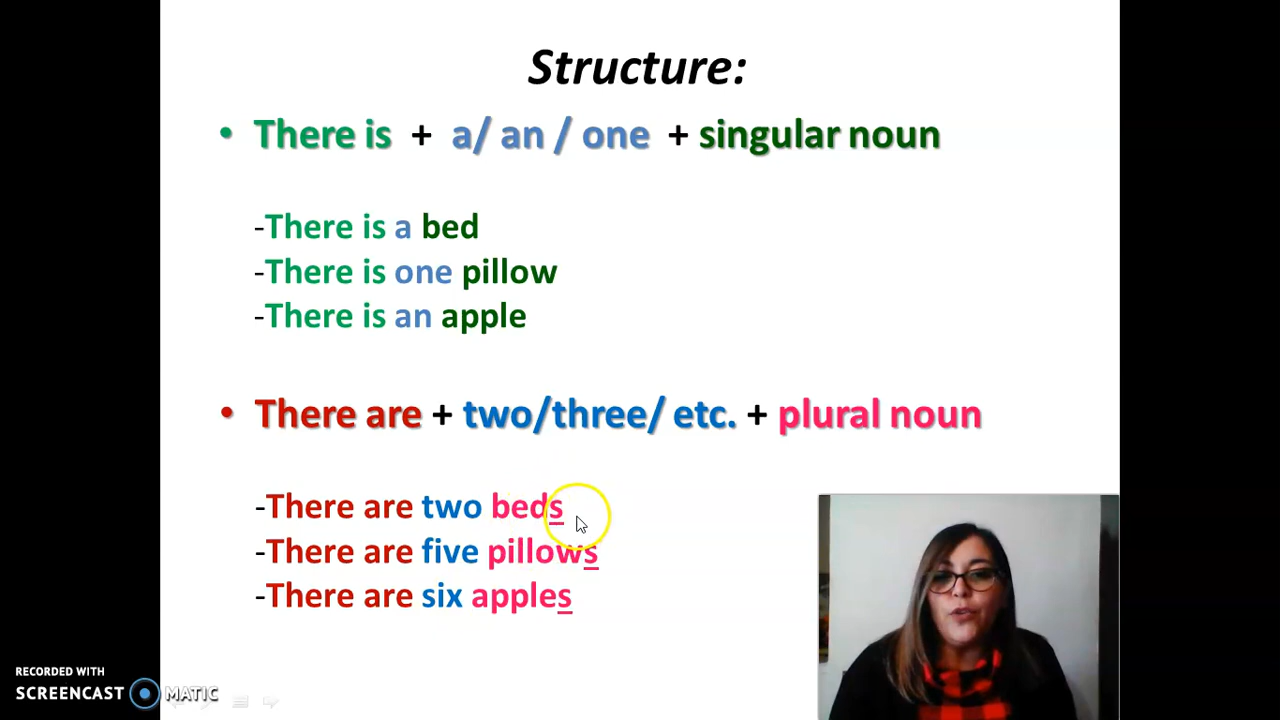 Structure:
• There is + a/ an / one + singular noun
-There is a bed
-There is one pillow
-There is an apple
• There are + two/three/ etc. + plural noun
-There are two beds
-There are five pillows
-There are six apples
RECORDED WITH
SCREENCAST MATIC